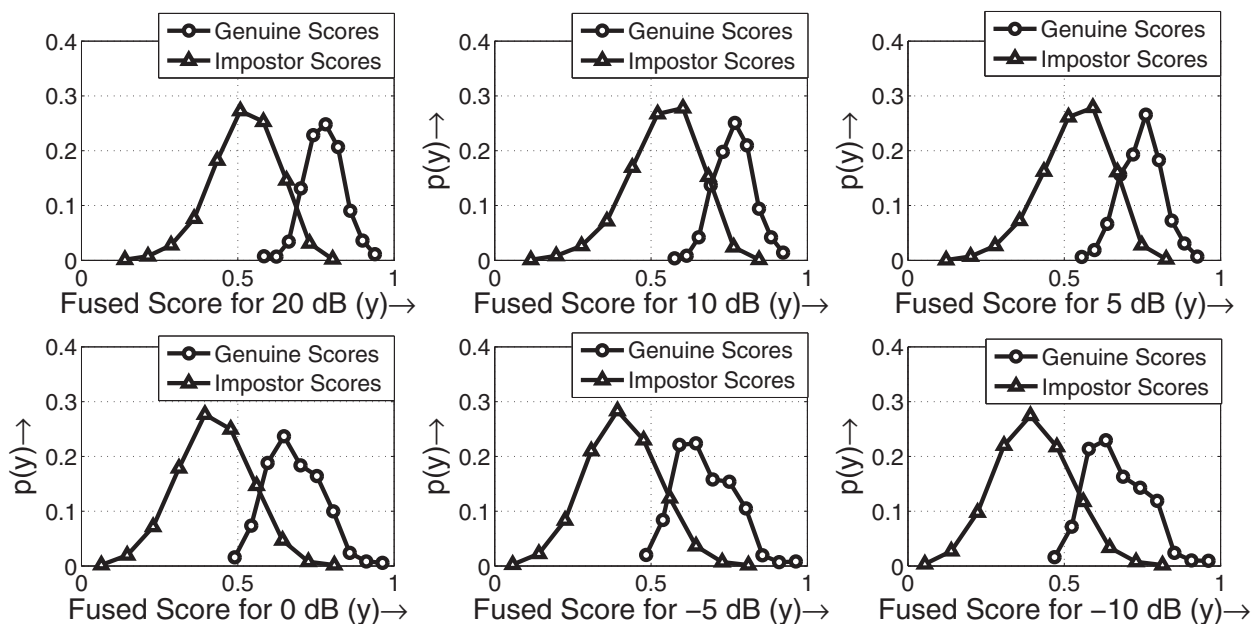 Genuine Scores
Impostor Scores
0.4
0.3
0.2
0.1
0
0 0.5 1
Fused Score for 20 dB (y)→
Genuine Scores
Impostor Scores
p(y)→
0.4
0.3
0.2
0.1
0
0 0.5 1
Fused Score for 10 dB (y)→
Genuine Scores
Impostor Scores
p(y)→
0.4
0.3
0.2
0.1
0
0 0.5 1
Fused Score for 5 dB (y)→
Genuine Scores
Impostor Scores
p(y)→
0.4
0.3
0.2
0.1
0
0 0.5 1
Fused Score for 0 dB (y)→
Genuine Scores
Impostor Scores
p(y)→
0.4
0.3
0.2
0.1
0
0 0.5 1
Fused Score for −5 dB (y)→
Genuine Scores
Impostor Scores
p(y)→
0.4
0.3
0.2
0.1
0
0 0.5 1
Fused Score for −10 dB (y)→